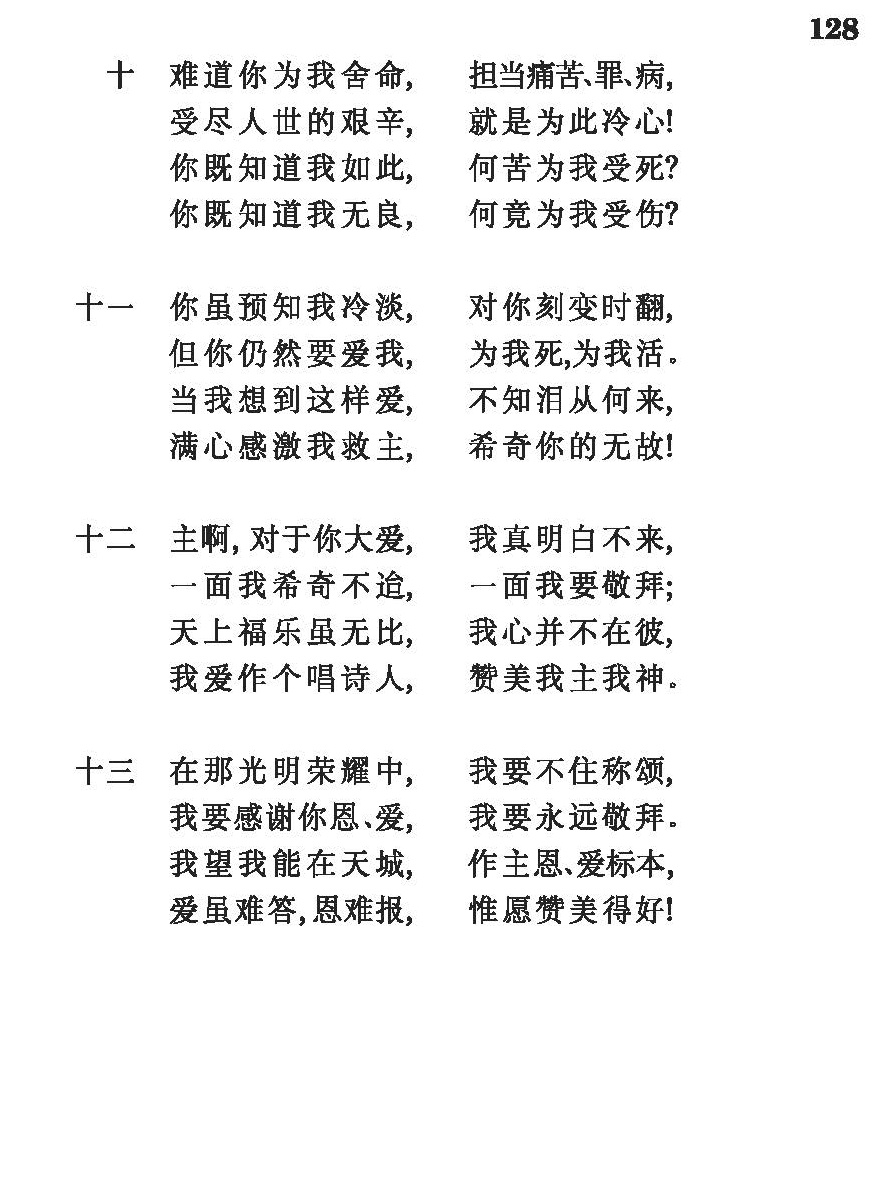 128
十 难道你为我舍命, 担当痛苦、罪、病,
受尽人世的艰辛, 就是为此冷心!
你既知道我如此, 何苦为我受死?
你既知道我无良, 何竟为我受伤?
十一 你虽预知我冷淡, 对你刻变时翻,
但你仍然要爱我, 为我死,为我活。
当我想到这样爱, 不知泪从何来,
满心感激我救主, 希奇你的无故!
十二 主啊, 对于你大爱, 我真明白不来,
一面我希奇不迨, 一面我要敬拜;
天上福乐虽无比, 我心并不在彼,
我爱作个唱诗人, 赞美我主我神。
十三 在那光明荣耀中, 我要不住称颂,
我要感谢你恩、爱, 我要永远敬拜。
我望我能在天城, 作主恩、爱标本,
爱虽难答,恩难报, 惟愿赞美得好!